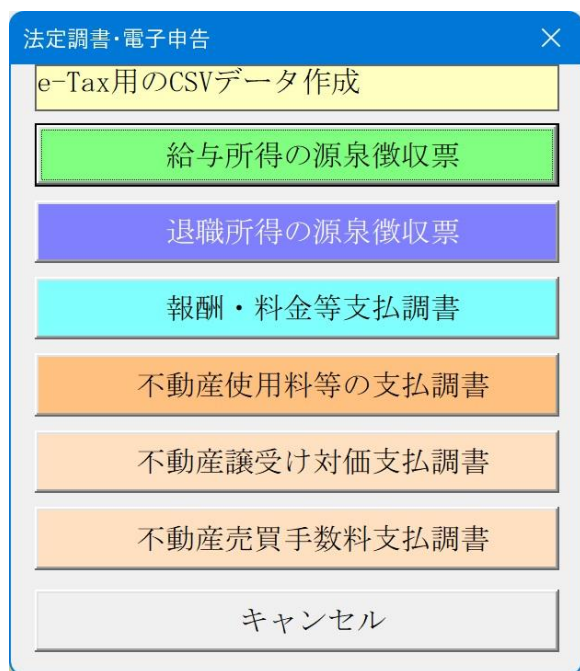 法定調書・電子申告
e-Tax用のCSVデータ作成
給与所得の源泉徴収票
退職所得の源泉徴収票
報酬・料金等支払調書
不動産使用料等の支払調書
不動産譲受け対価支払調書
不動産売買手数料支払調書
キャンセル